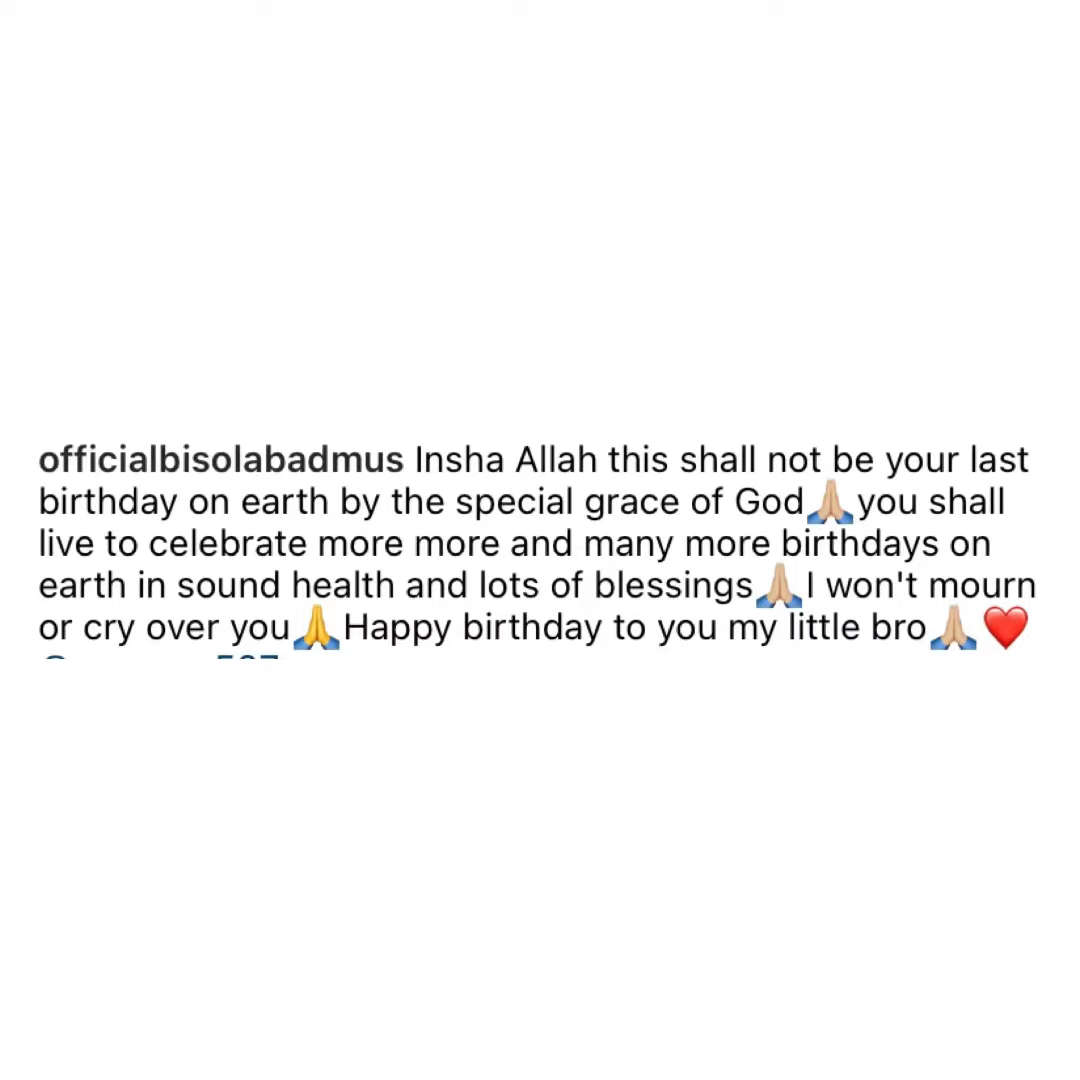 officialbisolabadmus Insha Allah this shall not be your last
birthday on earth by the special grace of God🙏🏼you shall
live to celebrate more more and many more birthdays on
earth in sound health and lots of blessings🙏🏼I won't mourn
or cry over you🙏Happy birthday to you my little bro🙏🏼❤️